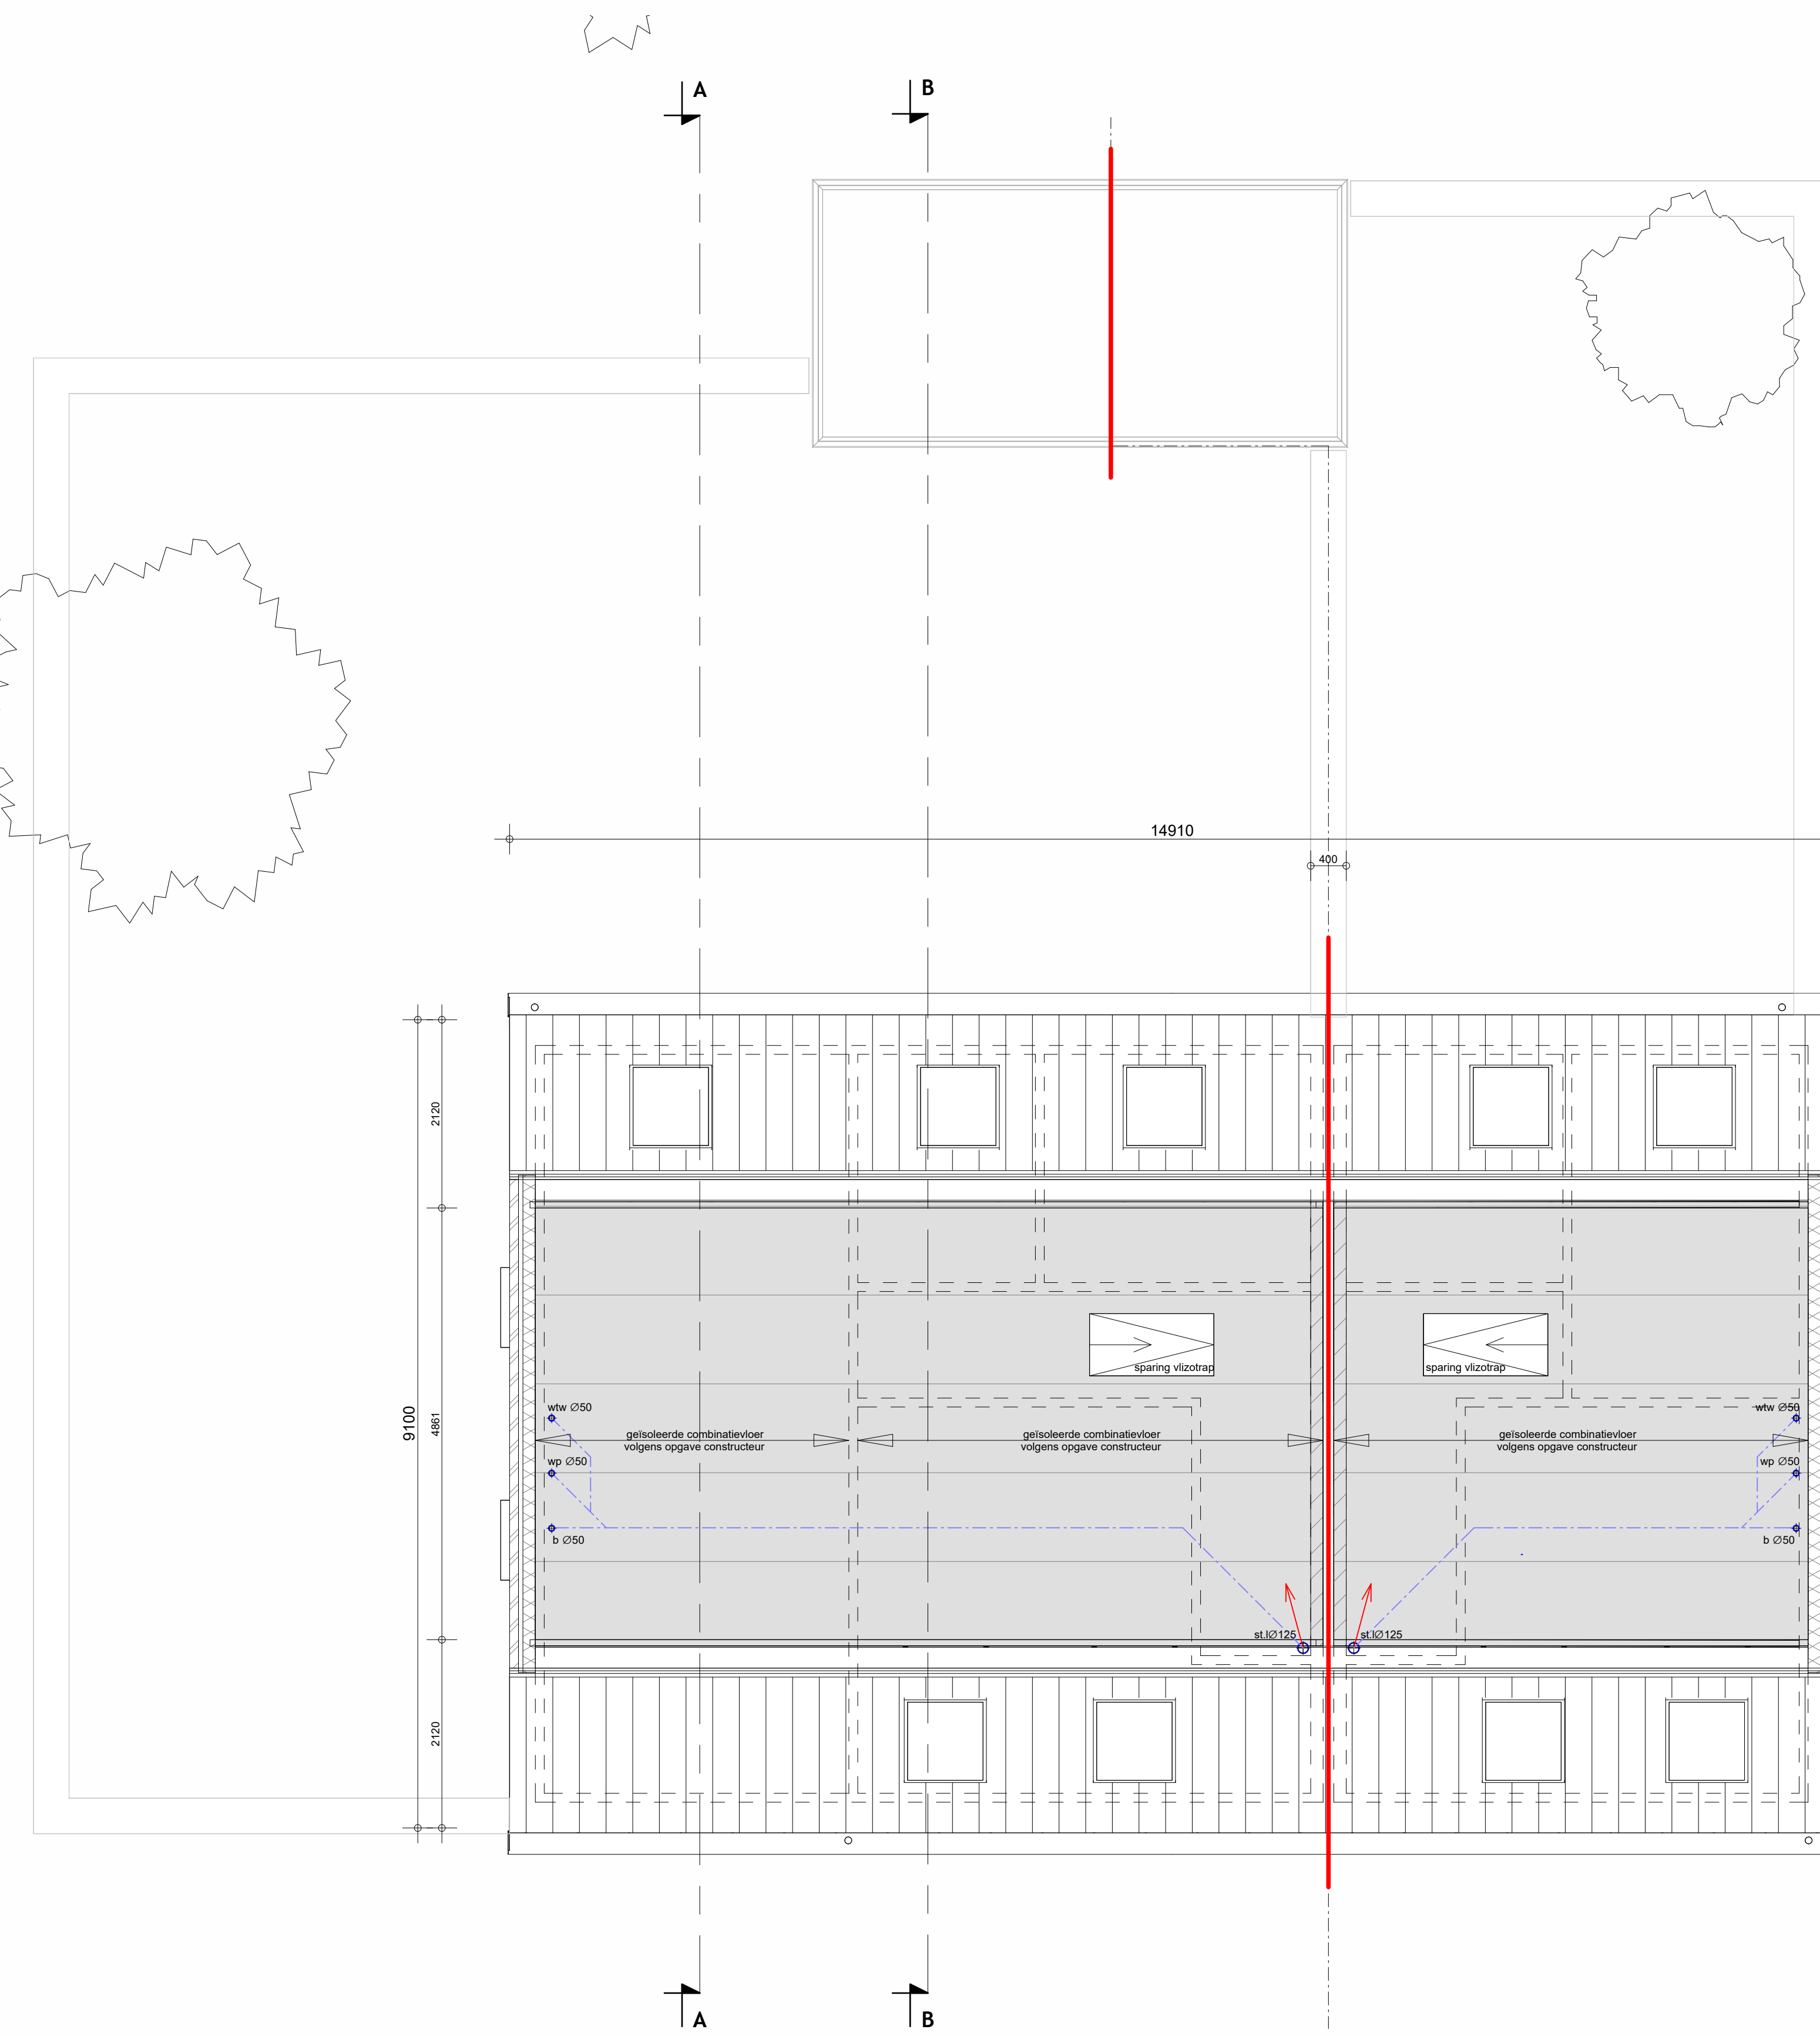 A
B
14910
400
2120
9100
4861
2120
sparing vlizotrap
sparing vlizotrap
wtw ∅50
wtw ∅50
geïsoleerde combinatievloer
volgens opgave constructeur
geïsoleerde combinatievloer
volgens opgave constructeur
geïsoleerde combinatievloer
volgens opgave constructeur
wp ∅50
wp ∅50
b ∅50
b ∅50
st.l∅125
st.l∅125
A
B